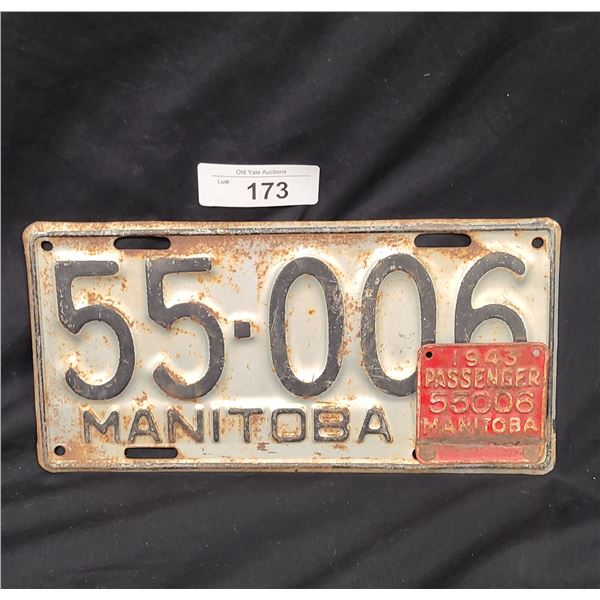 Old Yale Auctions
Lot# 173
55·006
MANITOBA
1943
PASSENGER
55006
MANITOBA